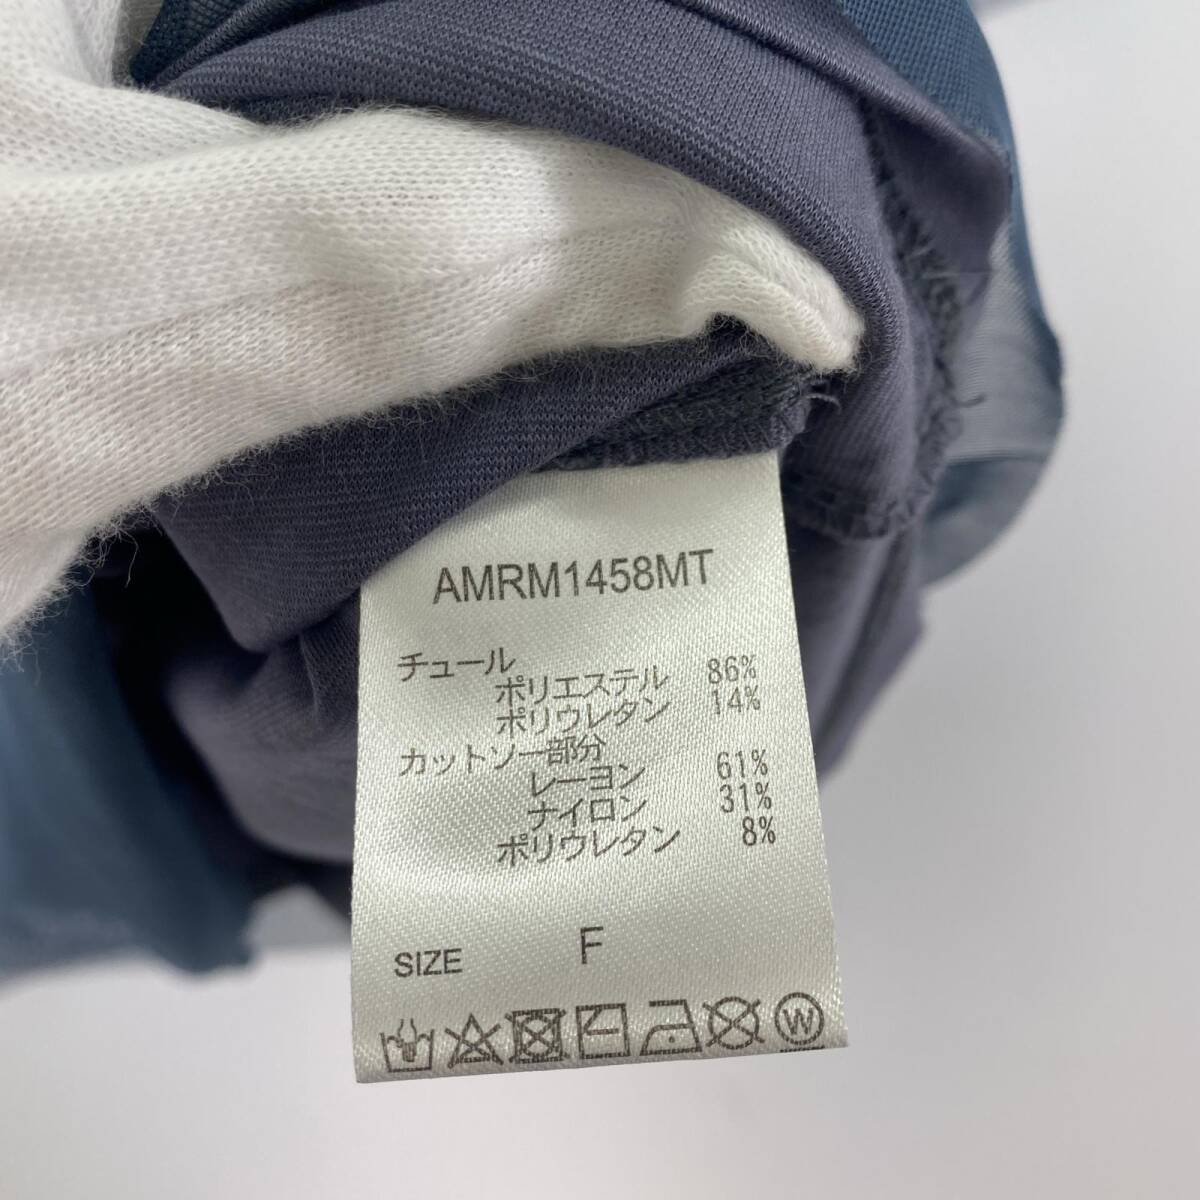 AMRM1458MT
チュール
ポリエステル 86%
ポリウレタン 14%
カットソー部分
レーヨン 61%
ナイロン 31%
ポリウレタン 8%
SIZE F
W